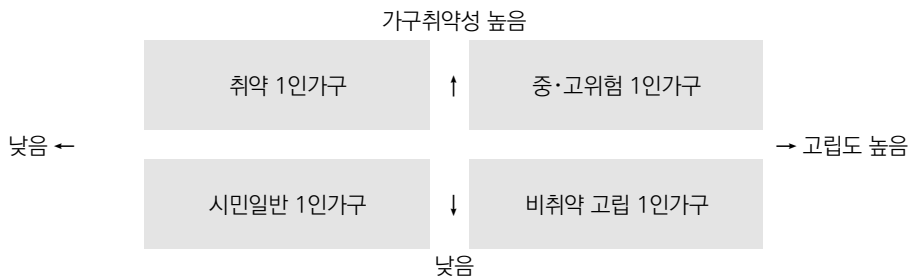 가구취약성 높음
취약 1인가구 ↑ 중·고위험 1인가구
낮음 ← → 고립도 높음
시민일반 1인가구 ↓ 비취약 고립 1인가구
낮음